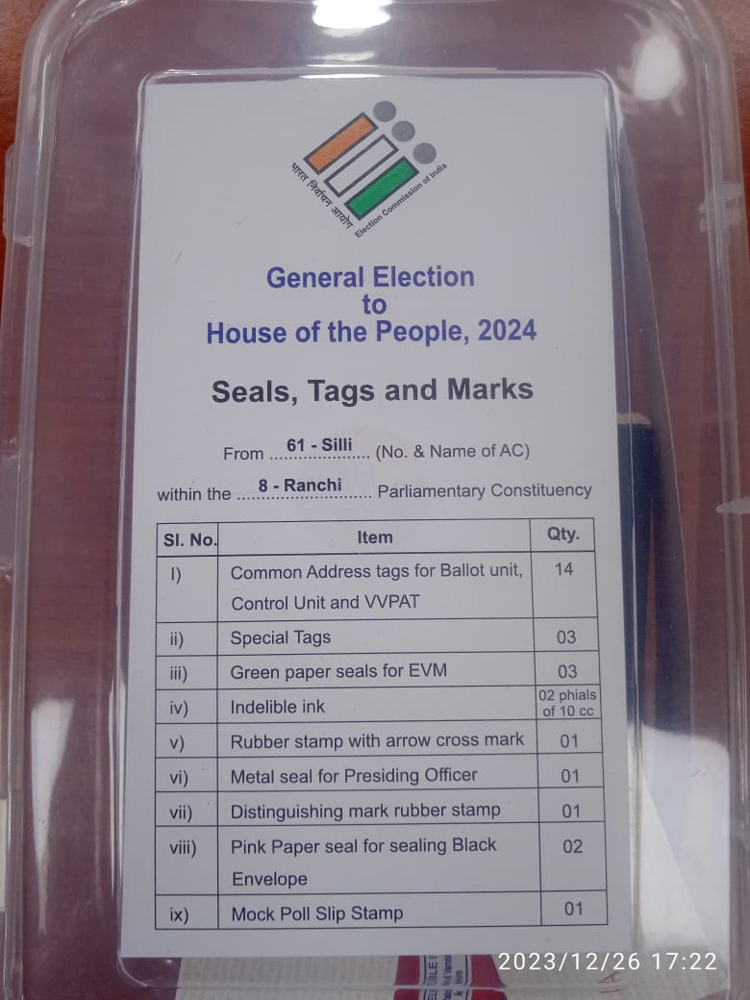 भारत निर्वाचन आयोग
Election Commission of India
General Election
to
House of the People, 2024
Seals, Tags and Marks
From ....61 - Silli.... (No. & Name of AC)
within the ....8 - Ranchi.... Parliamentary Constituency
Sl. No. Item Qty.
I) Common Address tags for Ballot unit, 14
Control Unit and VVPAT
ii) Special Tags 03
iii) Green paper seals for EVM 03
iv) Indelible ink 02 phials
of 10 cc
v) Rubber stamp with arrow cross mark 01
vi) Metal seal for Presiding Officer 01
vii) Distinguishing mark rubber stamp 01
viii) Pink Paper seal for sealing Black 02
Envelope
ix) Mock Poll Slip Stamp 01
2023/12/26 17:22